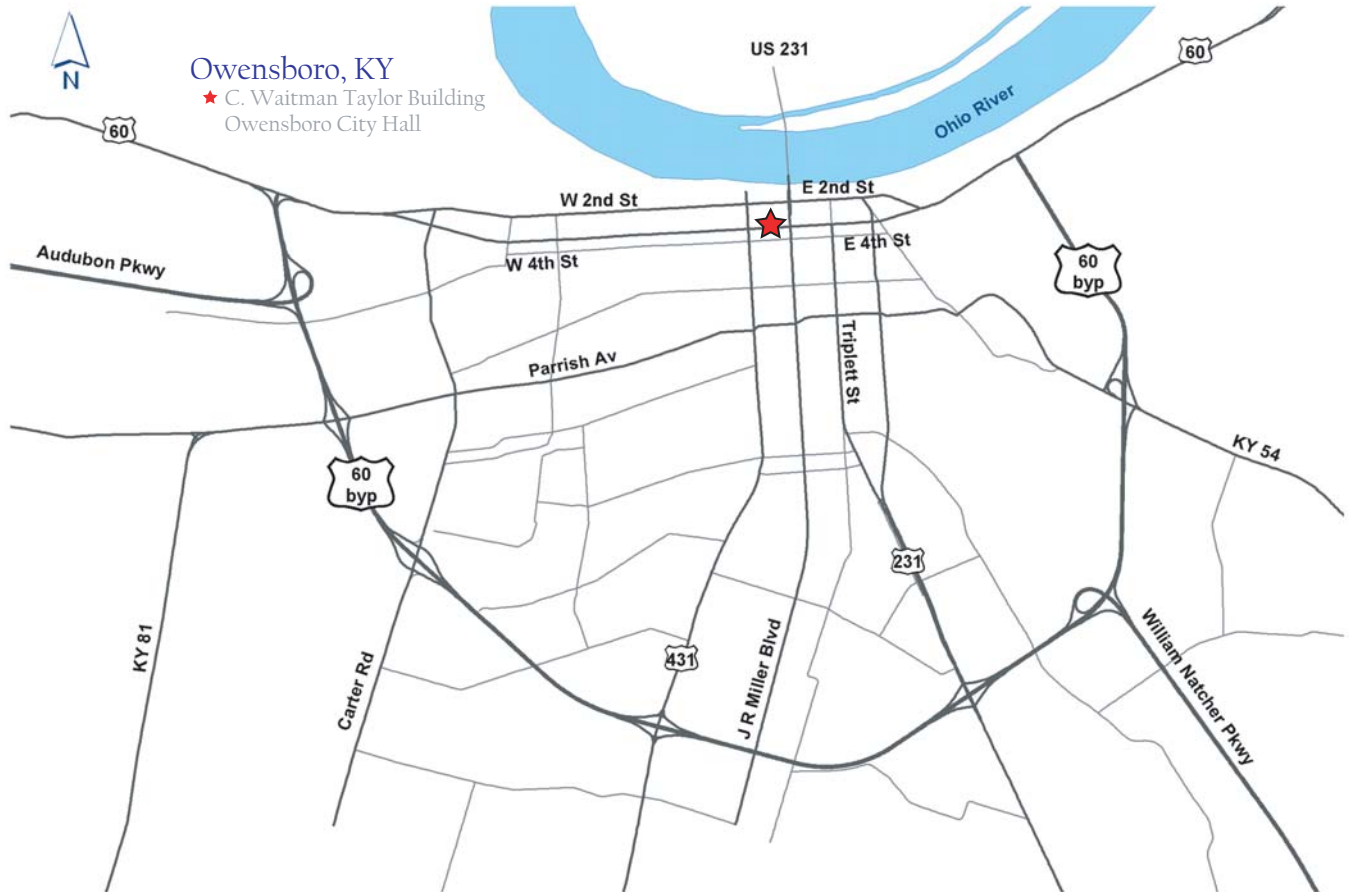 US 231
60
Owensboro, KY
C. Waitman Taylor Building
Owensboro City Hall
60
Ohio River
N
E 2nd St
W 2nd St
E 4th St
W 4th St
Audubon Pkwy
60
byp
Triplett St
Parrish Av
KY 54
60
byp
231
KY 81
431
William Natcher Pkwy
Carter Rd
J R Miller Blvd